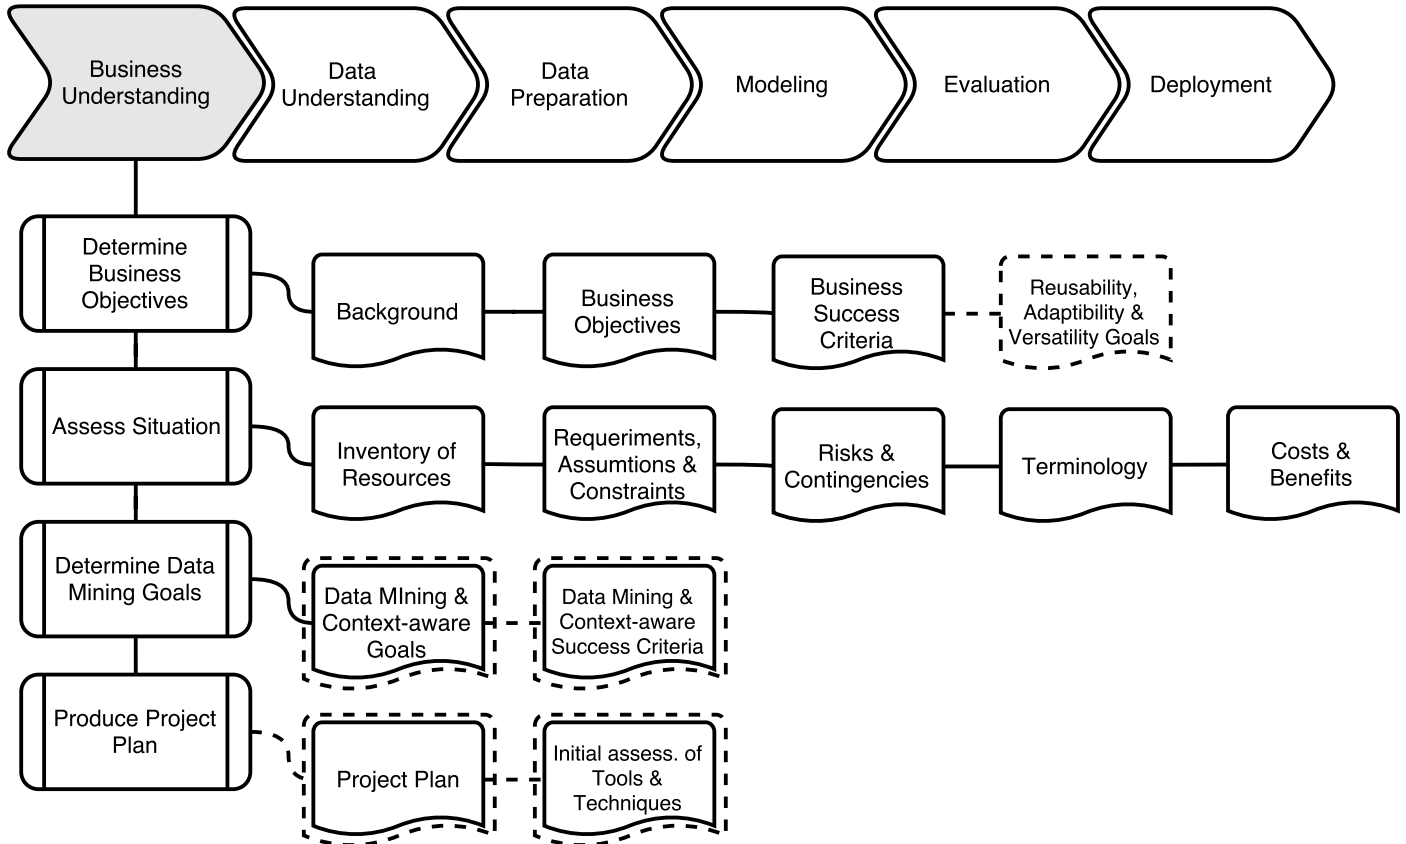 Business
Understanding
Data
Understanding
Data
Preparation
Modeling
Evaluation
Deployment
Determine
Business
Objectives
Background
Business
Objectives
Business
Success
Criteria
Reusability,
Adaptibility &
Versatility Goals
Assess Situation
Inventory of
Resources
Requeriments,
Assumtions &
Constraints
Risks &
Contingencies
Terminology
Costs &
Benefits
Determine Data
Mining Goals
Data MIning &
Context-aware
Goals
Data Mining &
Context-aware
Success Criteria
Produce Project
Plan
Project Plan
Initial assess. of
Tools &
Techniques